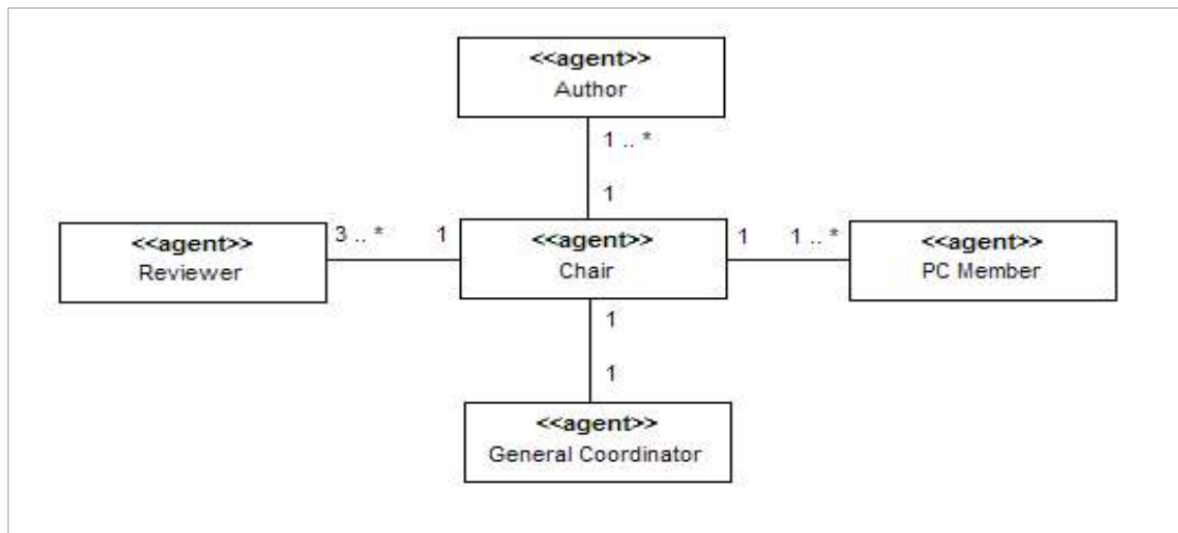 <<agent>>
Author
1 .. *
1
<<agent>>
Reviewer
3 .. *
1
<<agent>>
Chair
1
1 .. *
<<agent>>
PC Member
1
1
<<agent>>
General Coordinator